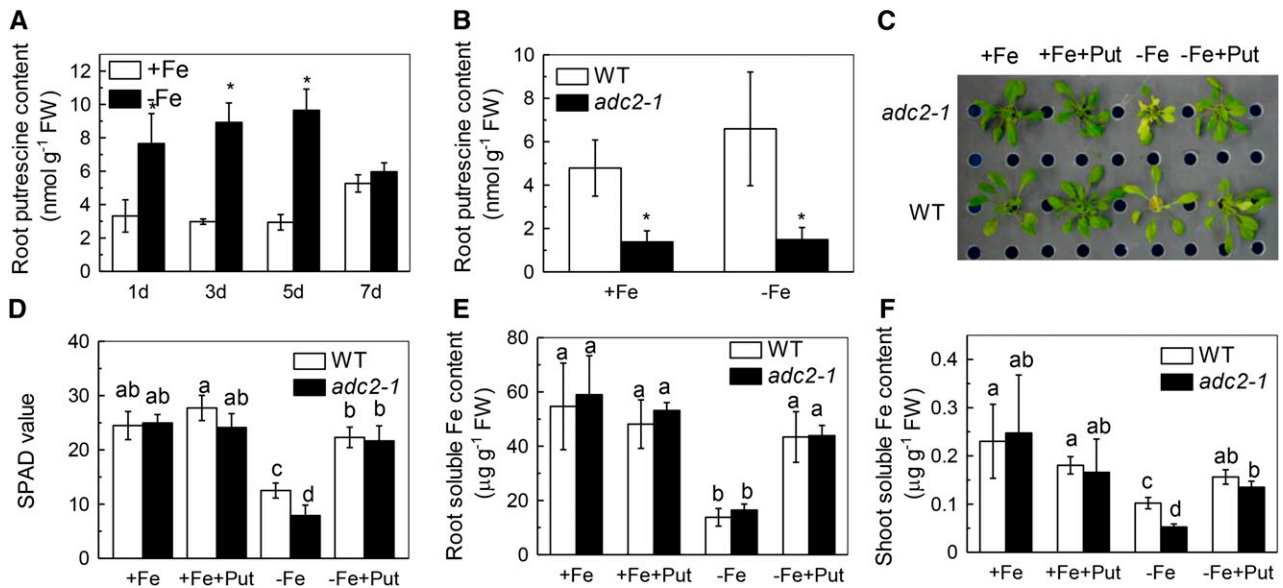 A
Root putrescine content
(nmol g-1 FW)
14
12
10
8
6
4
2
0
+Fe
-Fe
*
*
*
1d 3d 5d 7d
B
Root putrescine content
(nmol g-1 FW)
10
8
6
4
2
0
WT
adc2-1
*
*
+Fe -Fe
C
+Fe +Fe+Put -Fe -Fe+Put
adc2-1
WT
D
SPAD value
40
30
20
10
0
WT
adc2-1
ab ab a ab c d b b
+Fe +Fe+Put -Fe -Fe+Put
E
Root soluble Fe content
(µg g-1 FW)
80
60
40
20
0
WT
adc2-1
a a a a b b a a
+Fe +Fe+Put -Fe -Fe+Put
F
Shoot soluble Fe content
(µg g-1 FW)
0.4
0.3
0.2
0.1
0.0
WT
adc2-1
a ab a ab c d ab b
+Fe +Fe+Put -Fe -Fe+Put